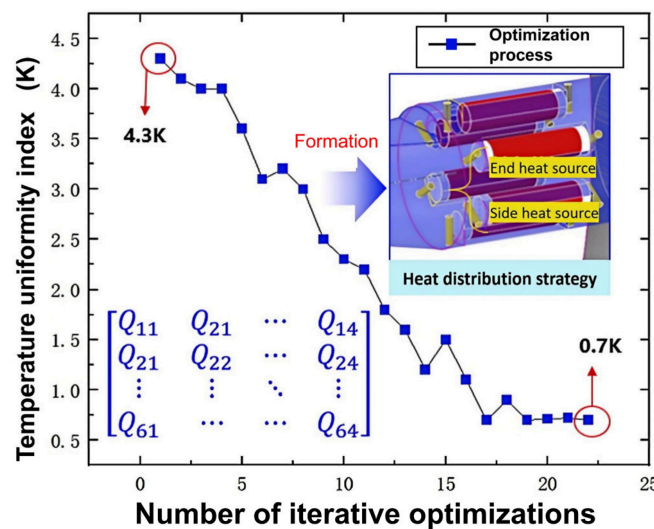 Temperature uniformity index (K)
4.5
4.0
3.5
3.0
2.5
2.0
1.5
1.0
0.5
Optimization
process
4.3K
Formation
End heat source
Side heat source
Heat distribution strategy
Q11 Q21 ⋯ Q14
Q21 Q22 ⋯ Q24
⋮ ⋮ ⋱ ⋮
Q61 ⋯ ⋯ Q64
0.7K
0 5 10 15 20 25
Number of iterative optimizations